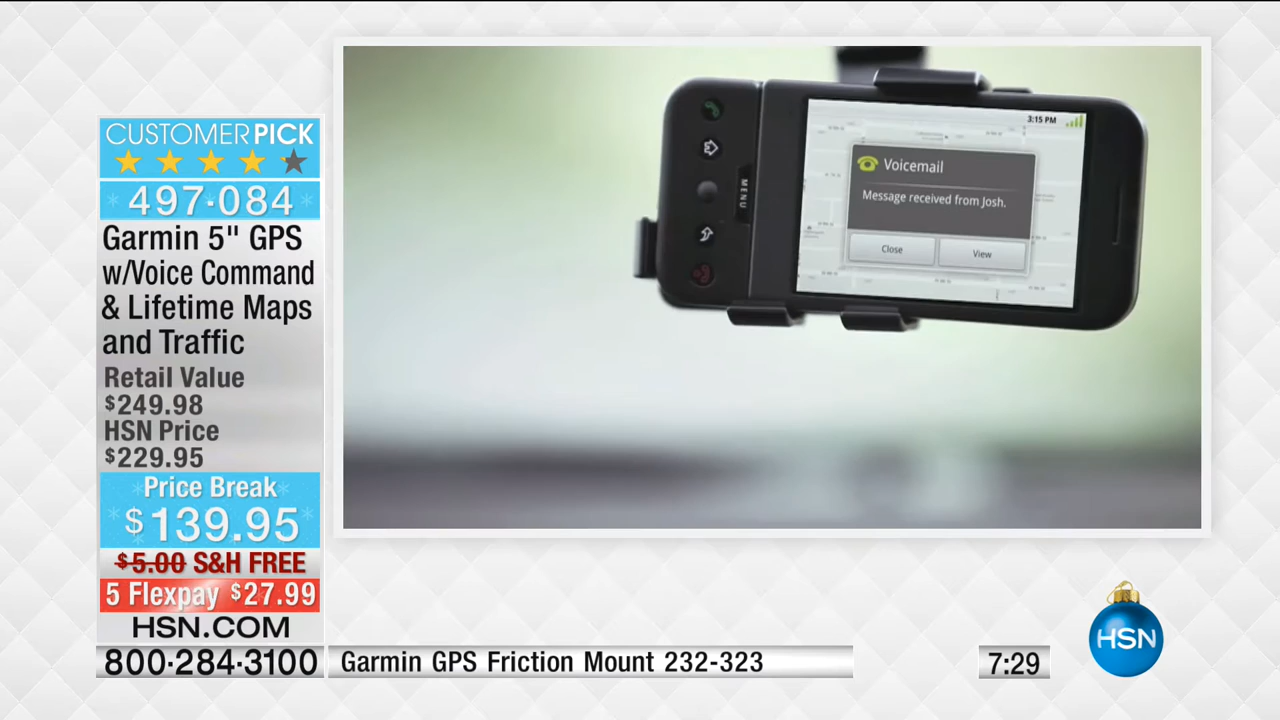 CUSTOMER PICK
497-084
Garmin 5" GPS
w/Voice Command
& Lifetime Maps
and Traffic
Retail Value
$249.98
HSN Price
$229.95
Price Break
$139.95
$5.00 S&H FREE
5 Flexpay $27.99
HSN.COM
800-284-3100
MENU
3:15 PM
Voicemail
Message received from Josh.
Close View
Garmin GPS Friction Mount 232-323
7:29
HSN